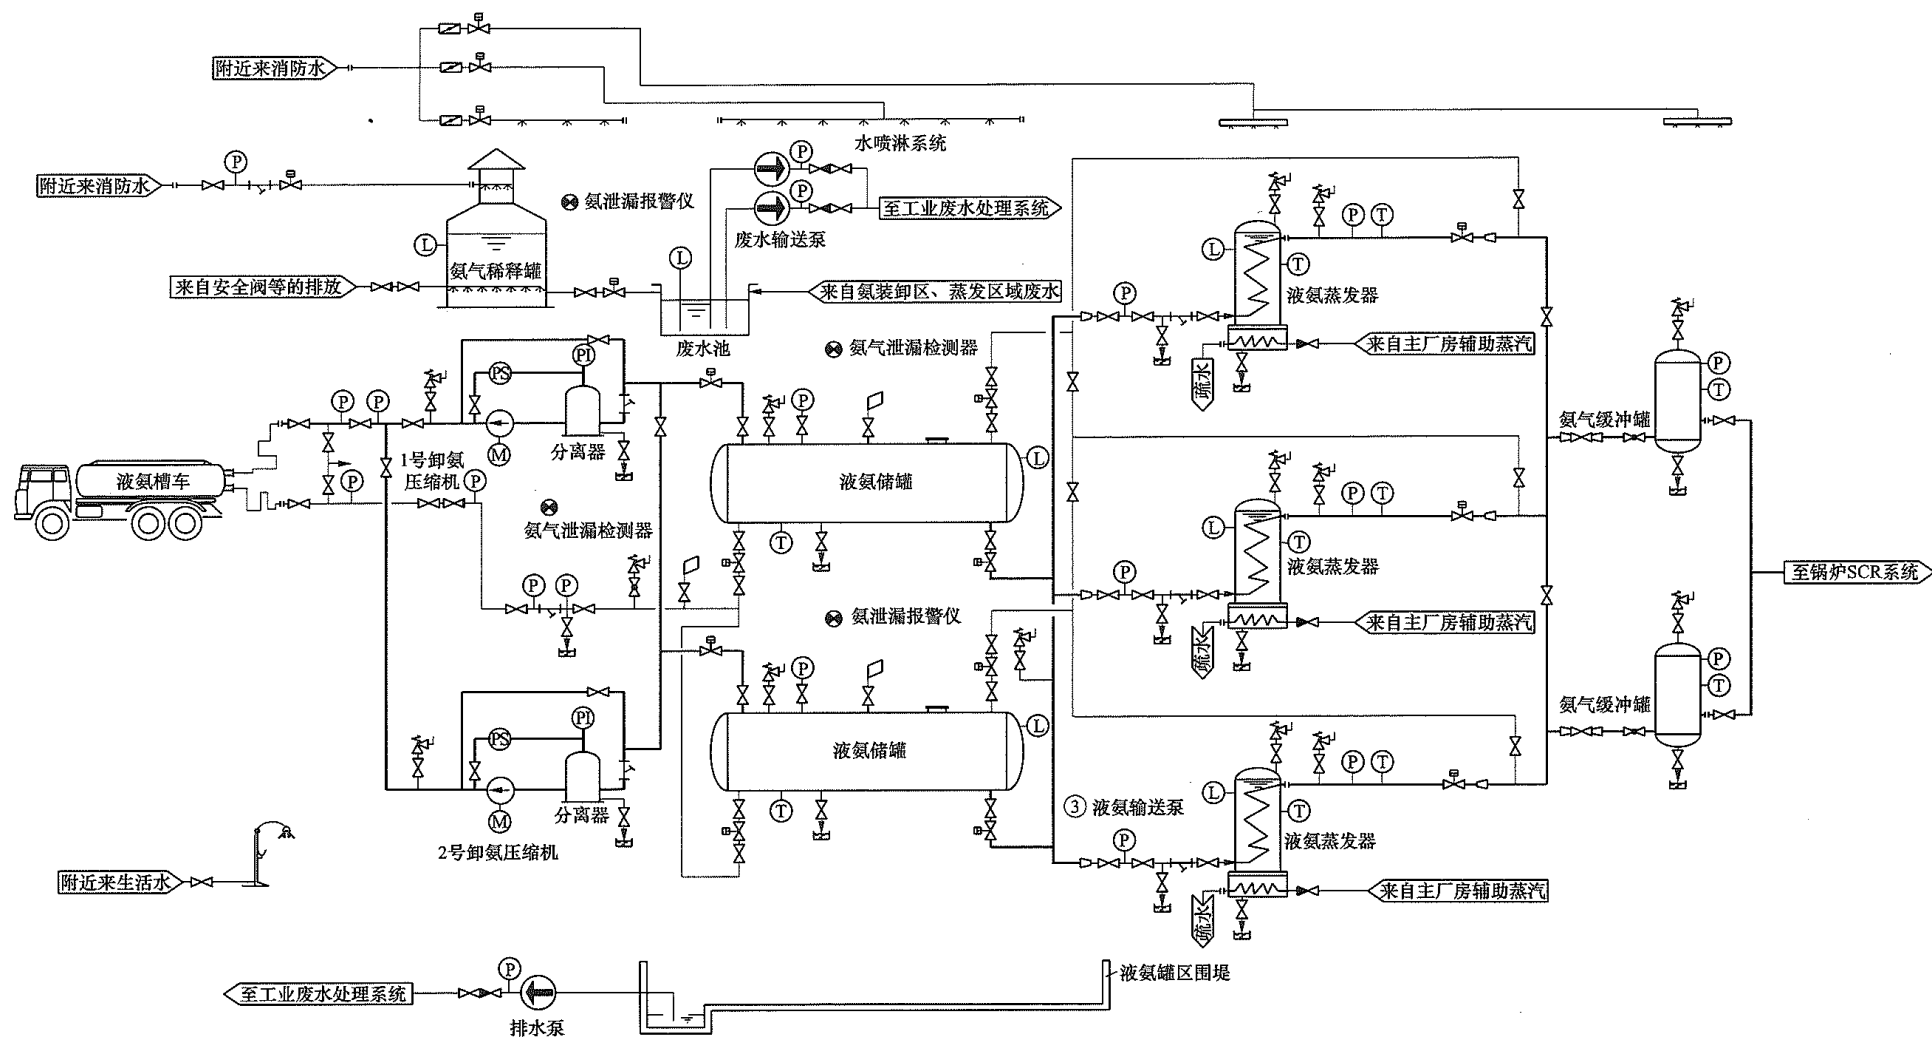 附近来消防水
水喷淋系统
附近来消防水
P
氨泄漏报警仪
P
P
至工业废水处理系统
废水输送泵
L
氨气稀释罐
来自安全阀等的排放
L
来自氨装卸区、蒸发区域废水
废水池
氨气泄漏检测器
P
T
L
T
液氨蒸发器
P
来自主厂房辅助蒸汽
疏水
PI
PS
P
P
M
分离器
1号卸氨
压缩机
液氨槽车
P
P
氨气泄漏检测器
P
L
液氨储罐
T
P
T
L
T
液氨蒸发器
P
来自主厂房辅助蒸汽
疏水
P
T
氨气缓冲罐
至锅炉SCR系统
P
P
氨泄漏报警仪
P
L
液氨储罐
T
P
T
氨气缓冲罐
PI
PS
M
分离器
2号卸氨压缩机
③ 液氨输送泵
P
P
T
L
T
液氨蒸发器
来自主厂房辅助蒸汽
疏水
附近来生活水
至工业废水处理系统
P
排水泵
液氨罐区围堤